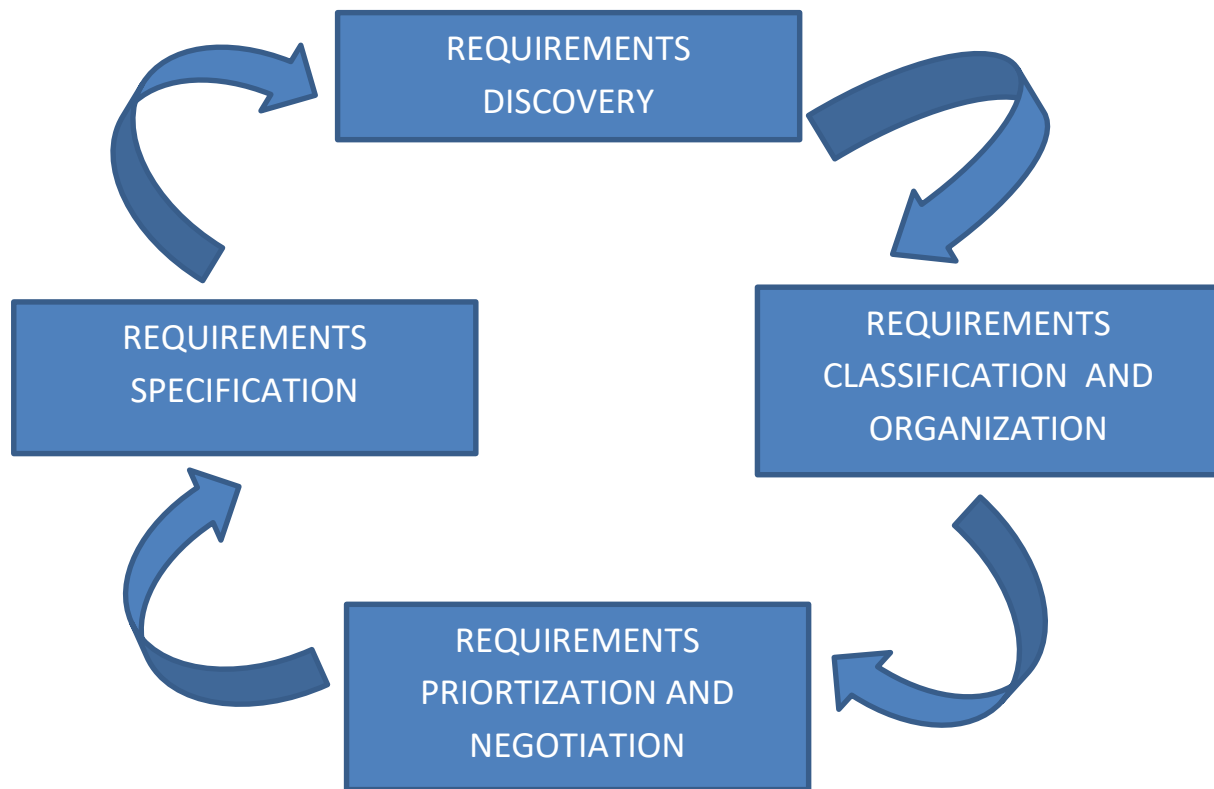 REQUIREMENTS
DISCOVERY
REQUIREMENTS
CLASSIFICATION  AND
ORGANIZATION
REQUIREMENTS
SPECIFICATION
REQUIREMENTS
PRIORTIZATION AND
NEGOTIATION